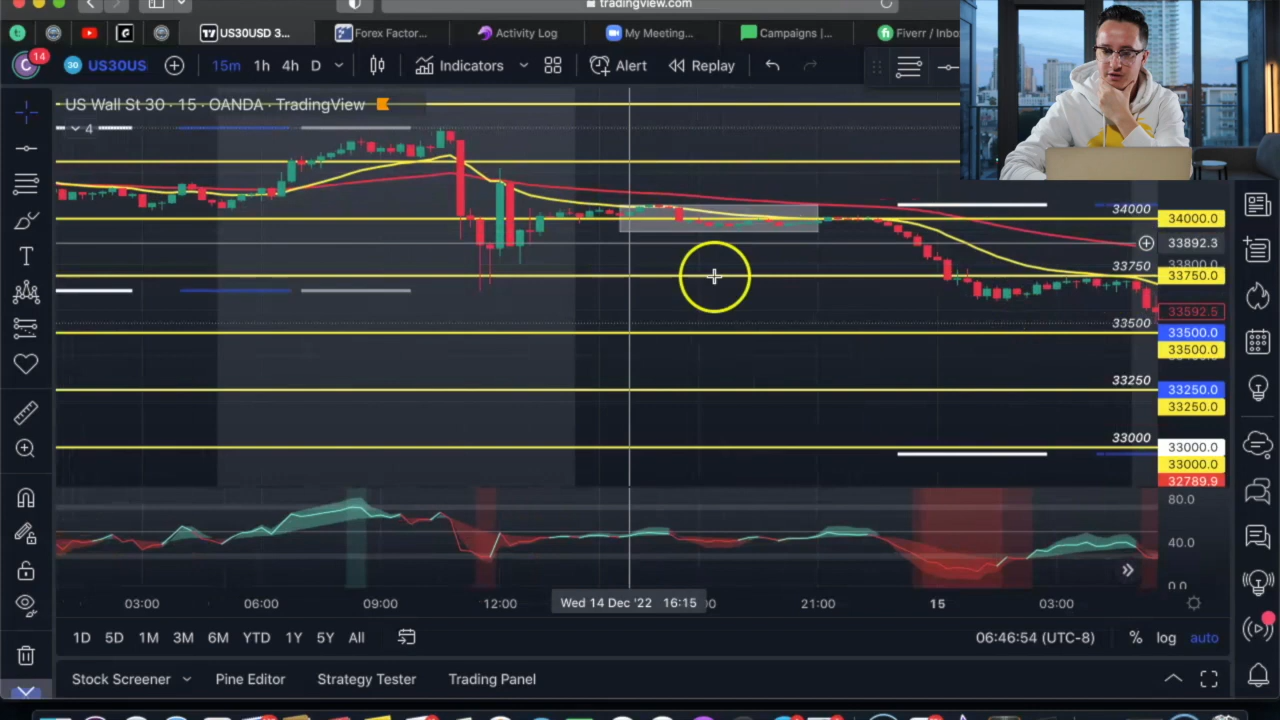 tradingview.com
US30USD 3...
Forex Factor...
Activity Log
My Meeting...
Campaigns |...
Fiverr / Inbo
14
30 US30US
15m 1h 4h D
Indicators
Alert
Replay
US Wall St 30 · 15 · OANDA · TradingView
4
34000
34000.0
33892.3
33750
33800.0
33750.0
33592.5
33500
33500.0
33500.0
33250
33250.0
33250.0
33000
33000.0
33000.0
32789.9
80.0
40.0
0.0
03:00 06:00 09:00 12:00 Wed 14 Dec '22 16:15 21:00 15 03:00
1D 5D 1M 3M 6M YTD 1Y 5Y All
06:46:54 (UTC-8) % log auto
Stock Screener Pine Editor Strategy Tester Trading Panel